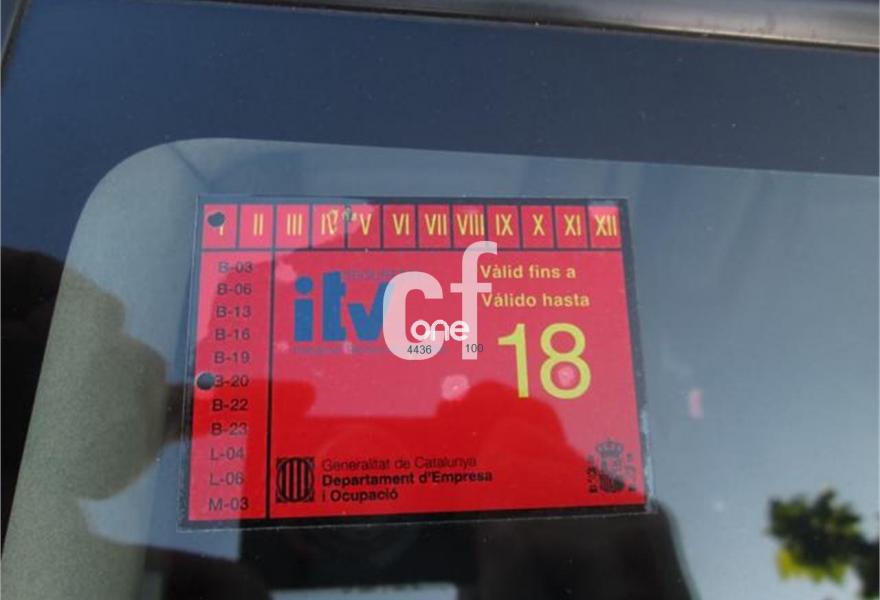 I II III IV V VI VII VIII IX X XI XII
B-03
B-06
B-13
B-16
B-19
B-20
B-22
B-23
L-04
L-06
M-03
itv
cf
one
4436 100
Vàlid fins a
Válido hasta
18
Generalitat de Catalunya
Departament d'Empresa
i Ocupació